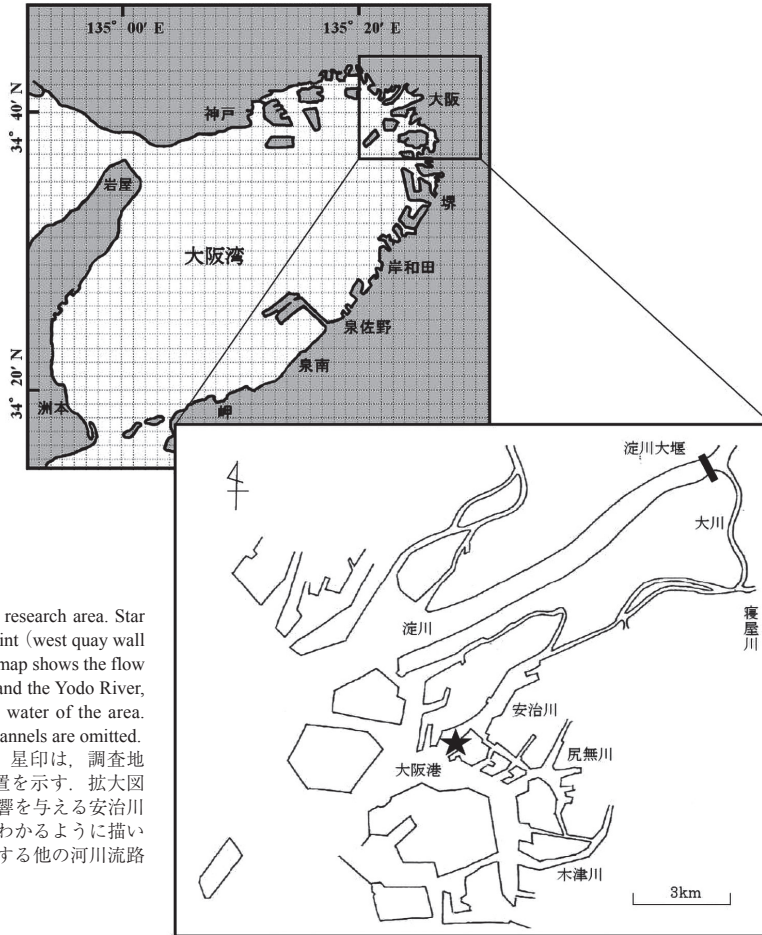 135° 00′ E
135° 20′ E
34° 40′ N
34° 20′ N
神戸
大阪
岩屋
堺
大阪湾
岸和田
泉佐野
泉南
洲本
岬
淀川大堰
大川
淀川
寝屋川
安治川
尻無川
大阪港
木津川
3km
research area. Star
int (west quay wall
map shows the flow
and the Yodo River,
water of the area.
annels are omitted.
星印は，調査地
置を示す．拡大図
響を与える安治川
わかるように描い
する他の河川流路